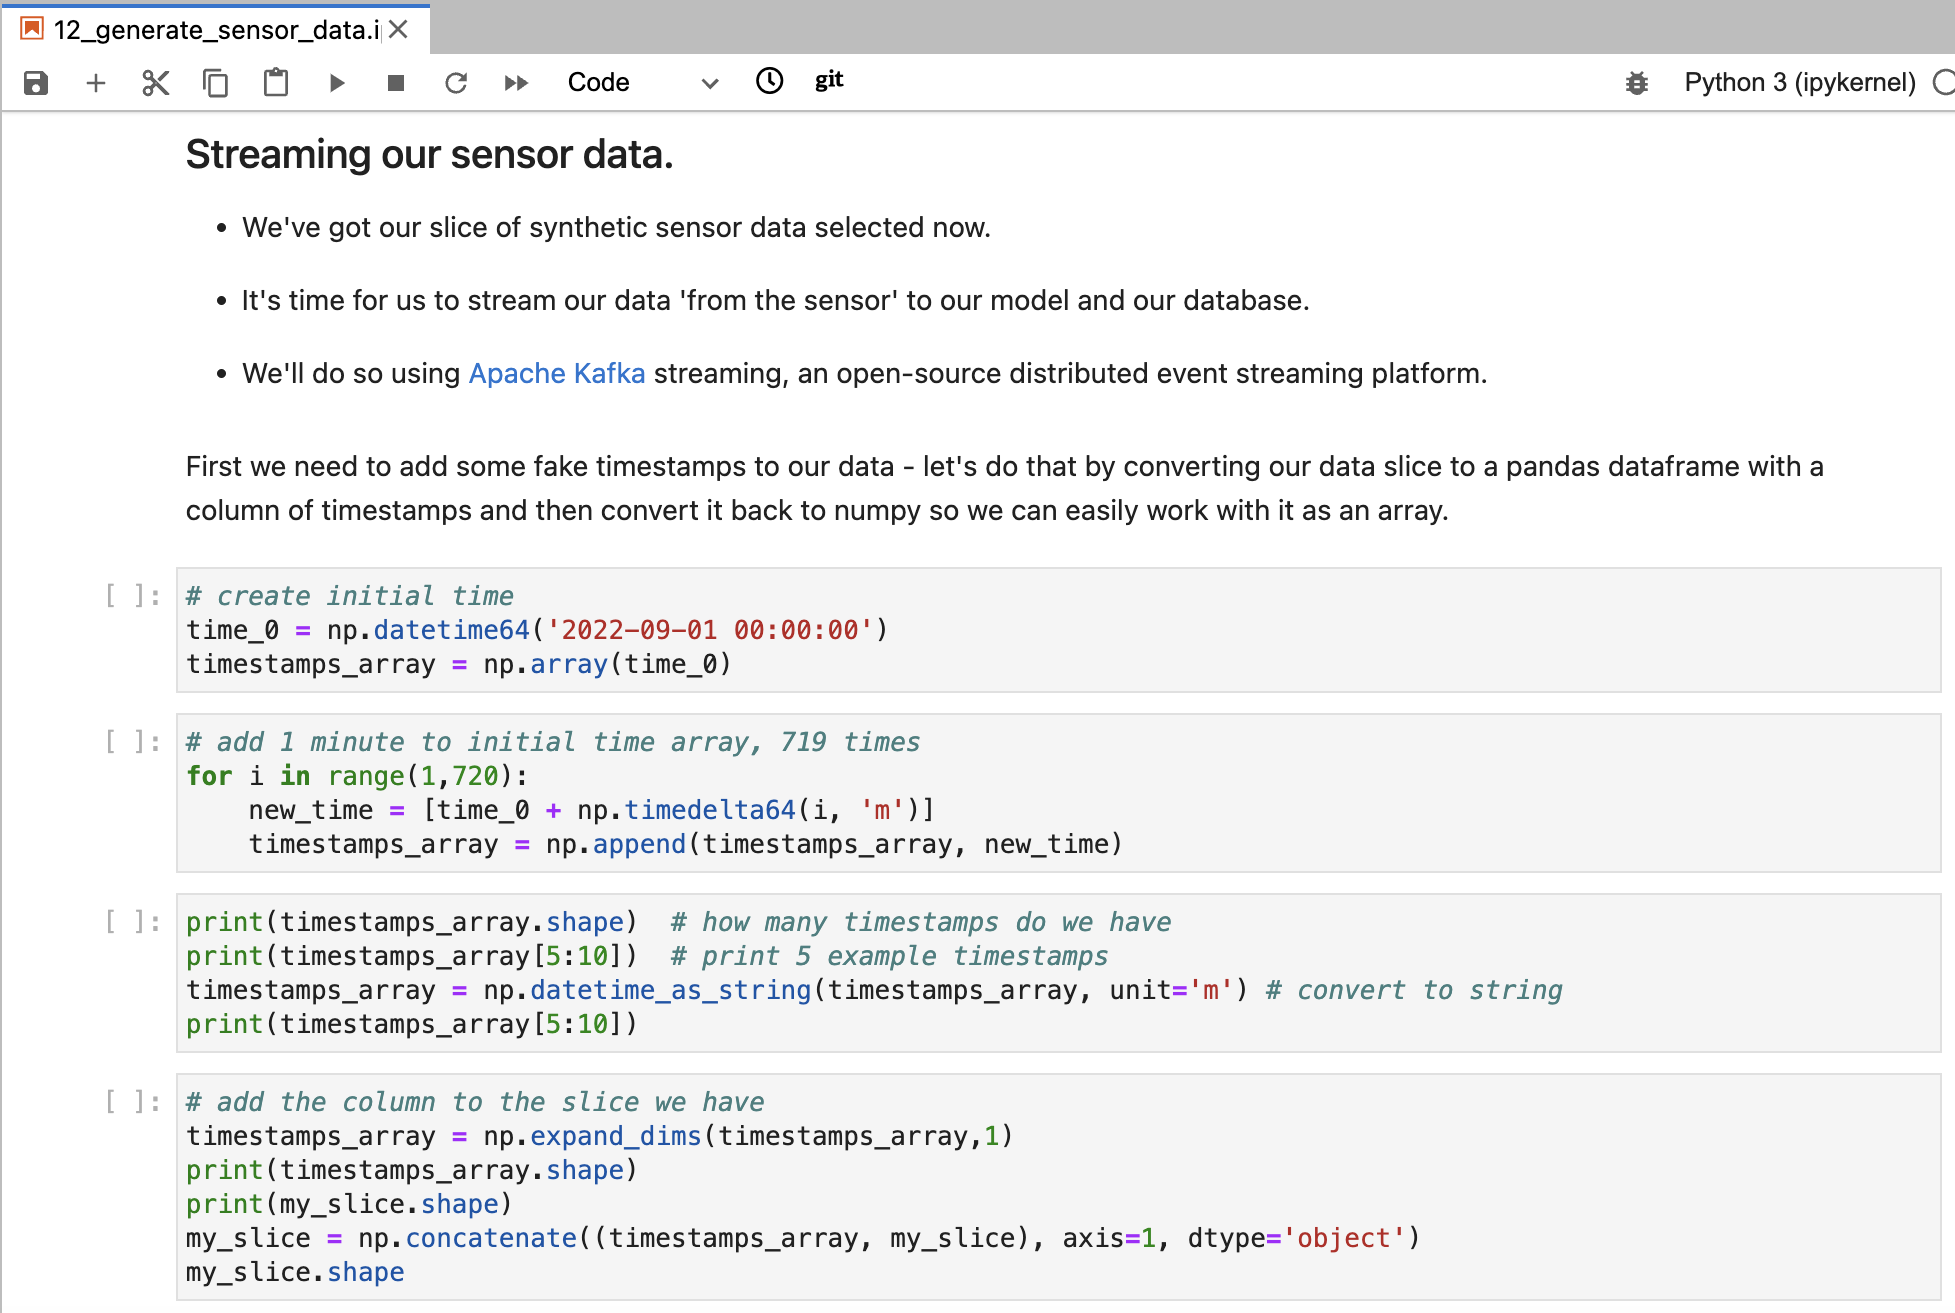 12_generate_sensor_data.i
Code
git
Python 3 (ipykernel)
Streaming our sensor data.
• We've got our slice of synthetic sensor data selected now.
• It's time for us to stream our data 'from the sensor' to our model and our database.
• We'll do so using Apache Kafka streaming, an open-source distributed event streaming platform.
First we need to add some fake timestamps to our data - let's do that by converting our data slice to a pandas dataframe with a
column of timestamps and then convert it back to numpy so we can easily work with it as an array.
[ ]: # create initial time
time_0 = np.datetime64('2022-09-01 00:00:00')
timestamps_array = np.array(time_0)
[ ]: # add 1 minute to initial time array, 719 times
for i in range(1,720):
    new_time = [time_0 + np.timedelta64(i, 'm')]
    timestamps_array = np.append(timestamps_array, new_time)
[ ]: print(timestamps_array.shape)  # how many timestamps do we have
print(timestamps_array[5:10])  # print 5 example timestamps
timestamps_array = np.datetime_as_string(timestamps_array, unit='m') # convert to string
print(timestamps_array[5:10])
[ ]: # add the column to the slice we have
timestamps_array = np.expand_dims(timestamps_array,1)
print(timestamps_array.shape)
print(my_slice.shape)
my_slice = np.concatenate((timestamps_array, my_slice), axis=1, dtype='object')
my_slice.shape